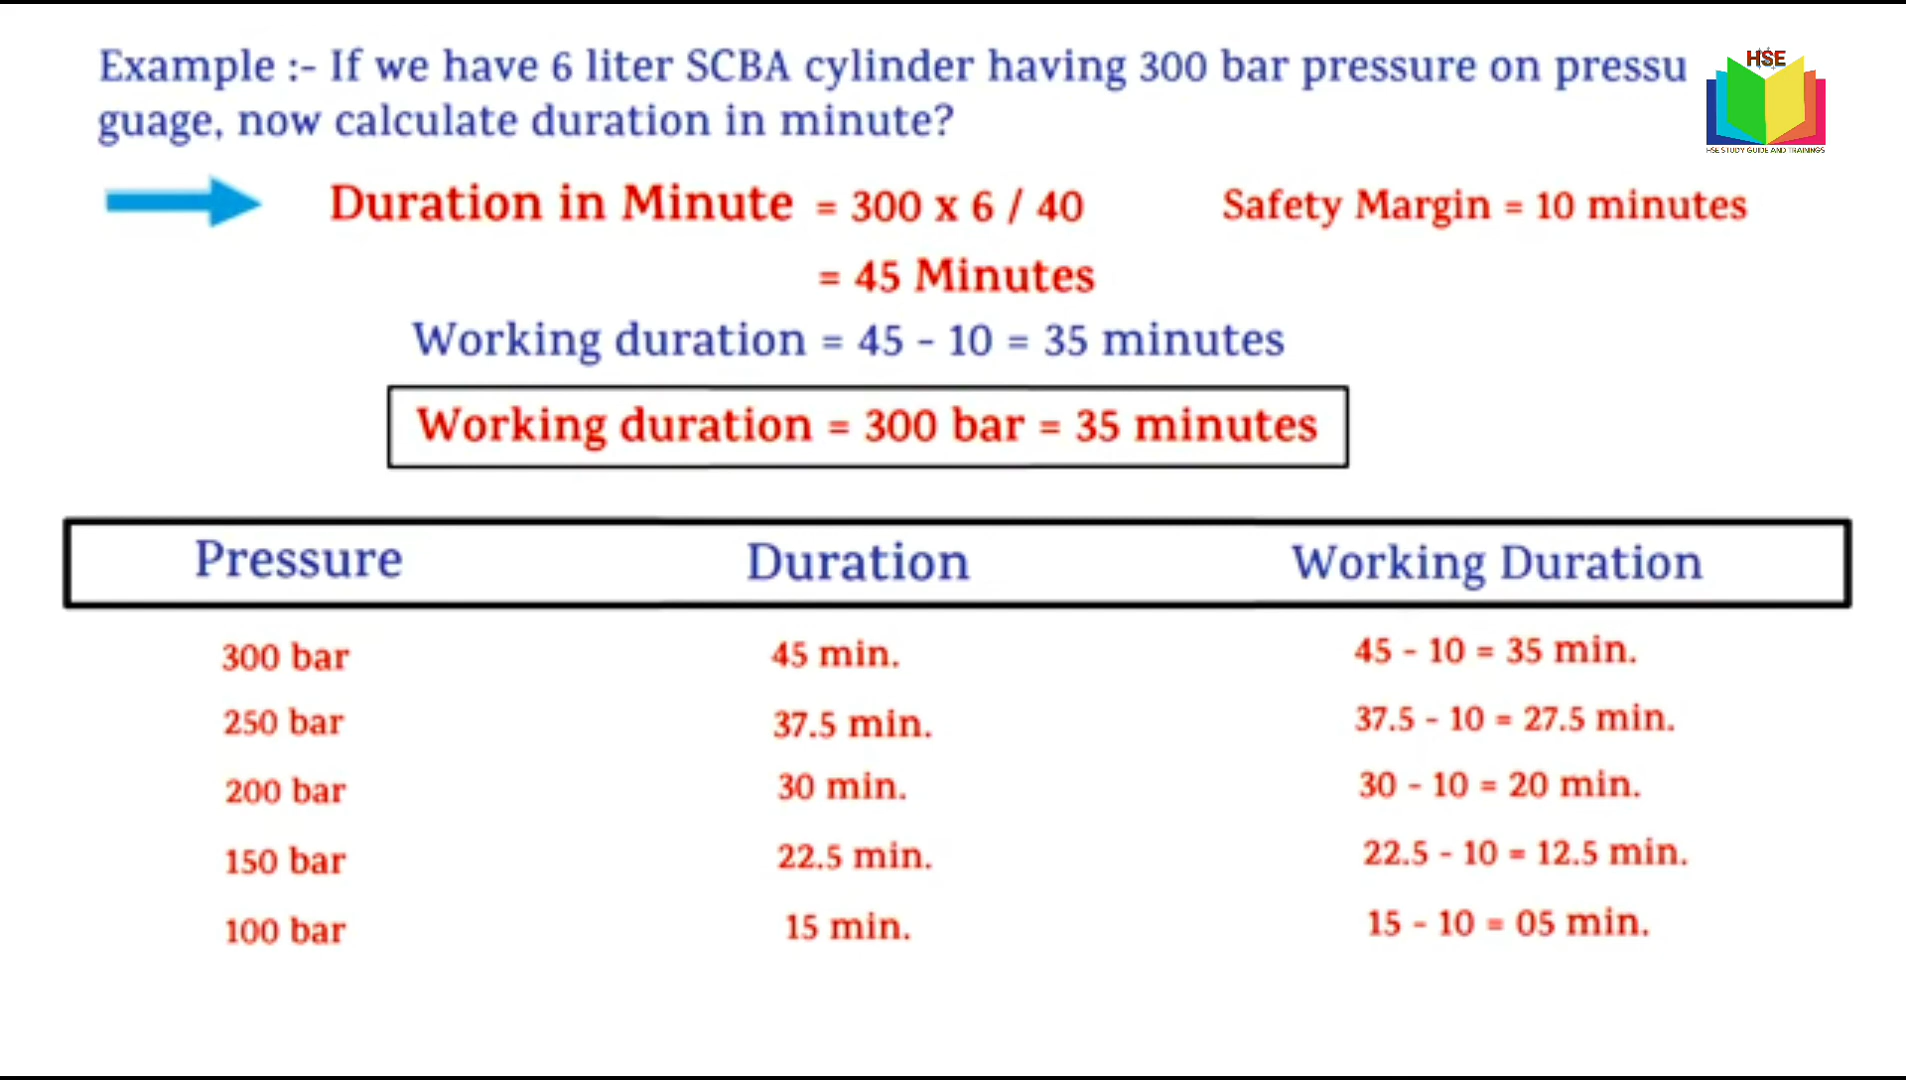 Example :- If we have 6 liter SCBA cylinder having 300 bar pressure on pressu
guage, now calculate duration in minute?
HSE
HSE STUDY GUIDE AND TRAININGS
Duration in Minute = 300 x 6 / 40
Safety Margin = 10 minutes
= 45 Minutes
Working duration = 45 - 10 = 35 minutes
Working duration = 300 bar = 35 minutes
Pressure Duration Working Duration
300 bar 45 min. 45 - 10 = 35 min.
250 bar 37.5 min. 37.5 - 10 = 27.5 min.
200 bar 30 min. 30 - 10 = 20 min.
150 bar 22.5 min. 22.5 - 10 = 12.5 min.
100 bar 15 min. 15 - 10 = 05 min.